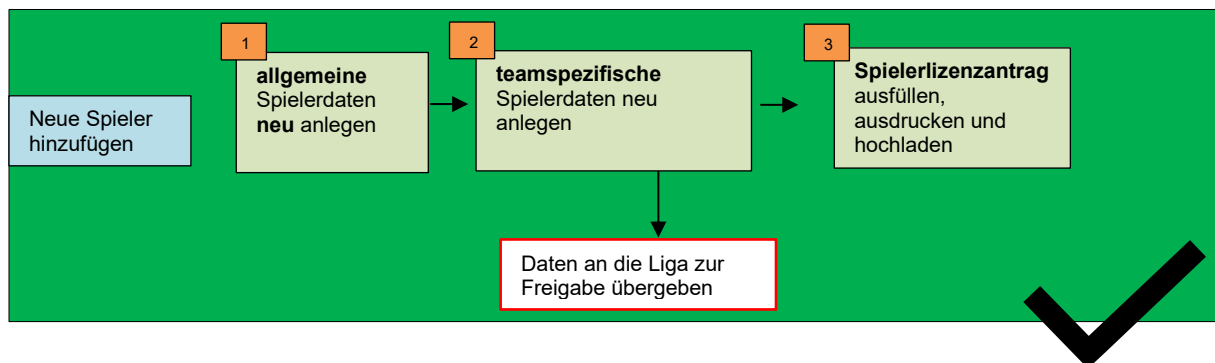 Neue Spieler
hinzufügen
1
allgemeine
Spielerdaten
neu anlegen
2
teamspezifische
Spielerdaten neu
anlegen
3
Spielerlizenzantrag
ausfüllen,
ausdrucken und
hochladen
Daten an die Liga zur
Freigabe übergeben